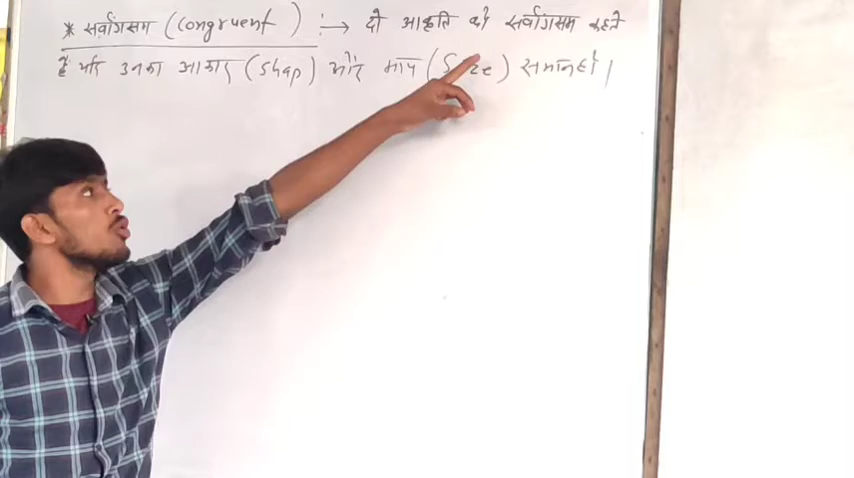 * सर्वांगसम (Congruent) :→ दो आकृति को सर्वांगसम कहते
हैं यदि उनका आकार (Shap) और माप (Size) समान हो।